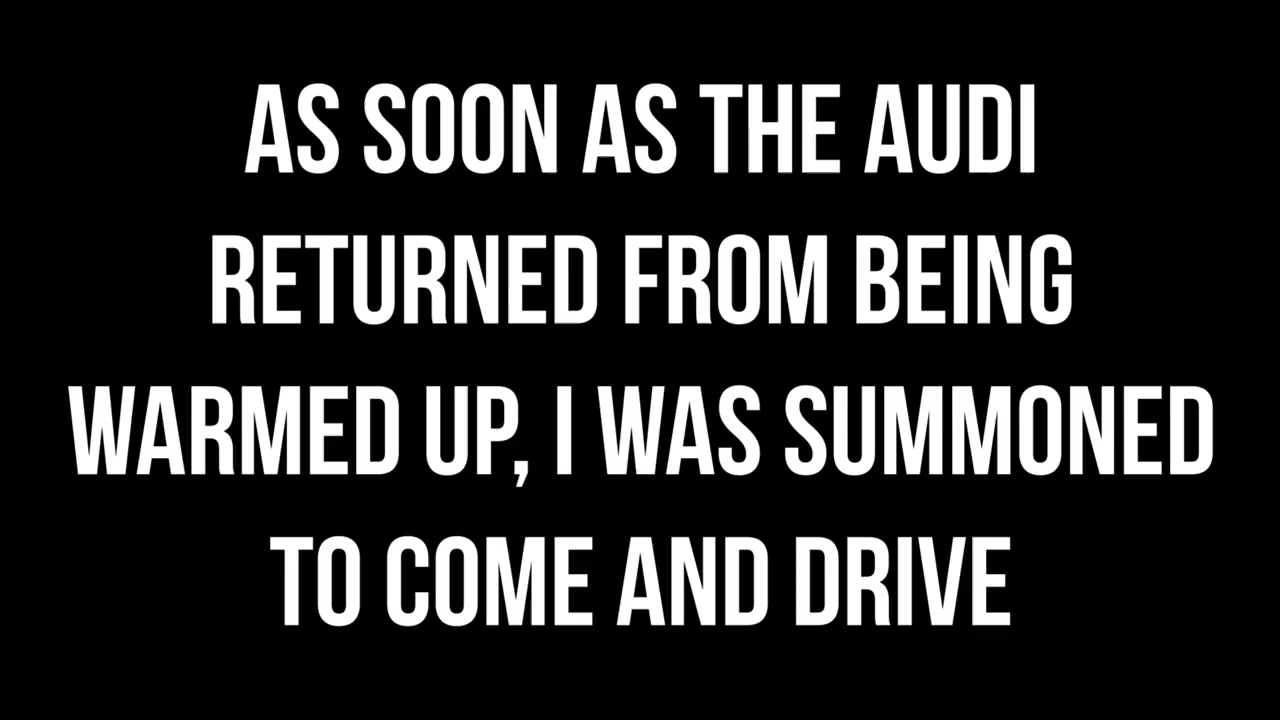 AS SOON AS THE AUDI
RETURNED FROM BEING
WARMED UP, I WAS SUMMONED
TO COME AND DRIVE